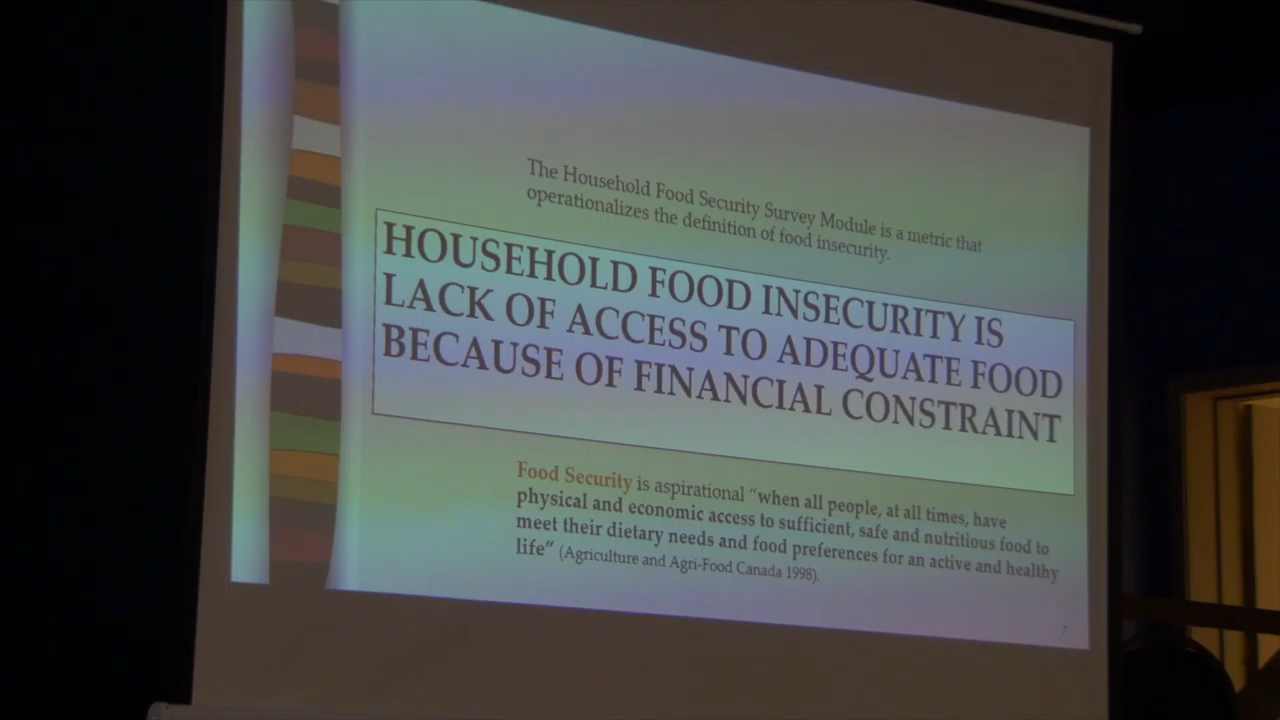 The Household Food Security Survey Module is a metric that
operationalizes the definition of food insecurity.
HOUSEHOLD FOOD INSECURITY IS
LACK OF ACCESS TO ADEQUATE FOOD
BECAUSE OF FINANCIAL CONSTRAINT
Food Security is aspirational “when all people, at all times, have
physical and economic access to sufficient, safe and nutritious food to
meet their dietary needs and food preferences for an active and healthy
life” (Agriculture and Agri-Food Canada 1998).
7